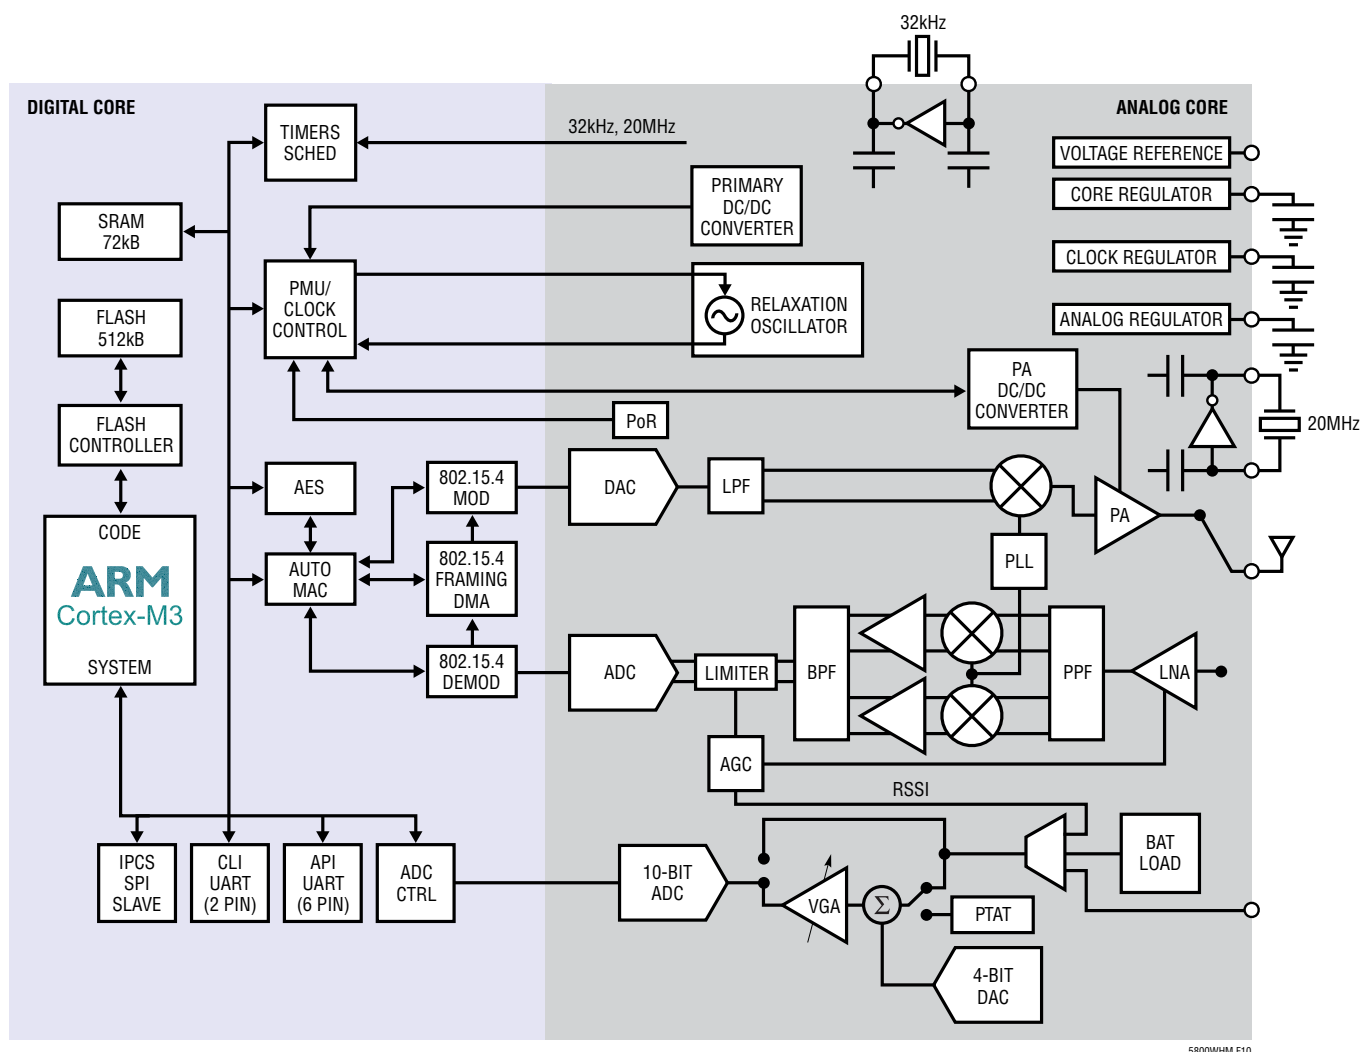 32kHz
DIGITAL CORE
ANALOG CORE
TIMERS
SCHED
32kHz, 20MHz
VOLTAGE REFERENCE
PRIMARY
DC/DC
CONVERTER
CORE REGULATOR
SRAM
72kB
CLOCK REGULATOR
PMU/
CLOCK
CONTROL
RELAXATION
OSCILLATOR
ANALOG REGULATOR
FLASH
512kB
PA
DC/DC
CONVERTER
PoR
20MHz
FLASH
CONTROLLER
AES
802.15.4
MOD
DAC
LPF
PA
CODE
ARM
Cortex-M3
SYSTEM
AUTO
MAC
802.15.4
FRAMING
DMA
PLL
802.15.4
DEMOD
ADC
LIMITER
BPF
PPF
LNA
AGC
RSSI
IPCS
SPI
SLAVE
CLI
UART
(2 PIN)
API
UART
(6 PIN)
ADC
CTRL
10-BIT
ADC
VGA
Σ
BAT
LOAD
PTAT
4-BIT
DAC
5800WHM F10